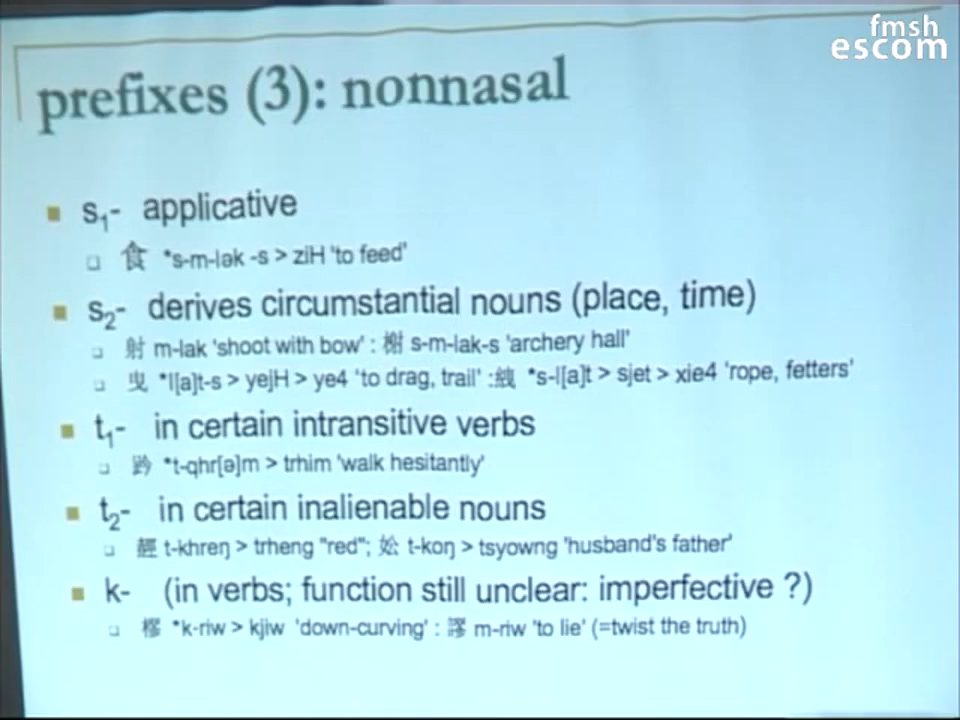 fmsh
escom
prefixes (3): nonnasal
s1- applicative
食 *s-m-lək -s > ziH 'to feed'
s2- derives circumstantial nouns (place, time)
射 m-lak 'shoot with bow' : 榭 s-m-lak-s 'archery hall'
曳 *l[a]t-s > yejH > ye4 'to drag, trail' :絏 *s-l[a]t > sjet > xie4 'rope, fetters'
t1- in certain intransitive verbs
*t-qhr[ə]m > trhim 'walk hesitantly'
t2- in certain inalienable nouns
t-khreŋ > trheng "red"; 妐 t-koŋ > tsyowng 'husband's father'
k- (in verbs; function still unclear: imperfective ?)
樛 *k-riw > kjiw 'down-curving' : 謬 m-riw 'to lie' (=twist the truth)